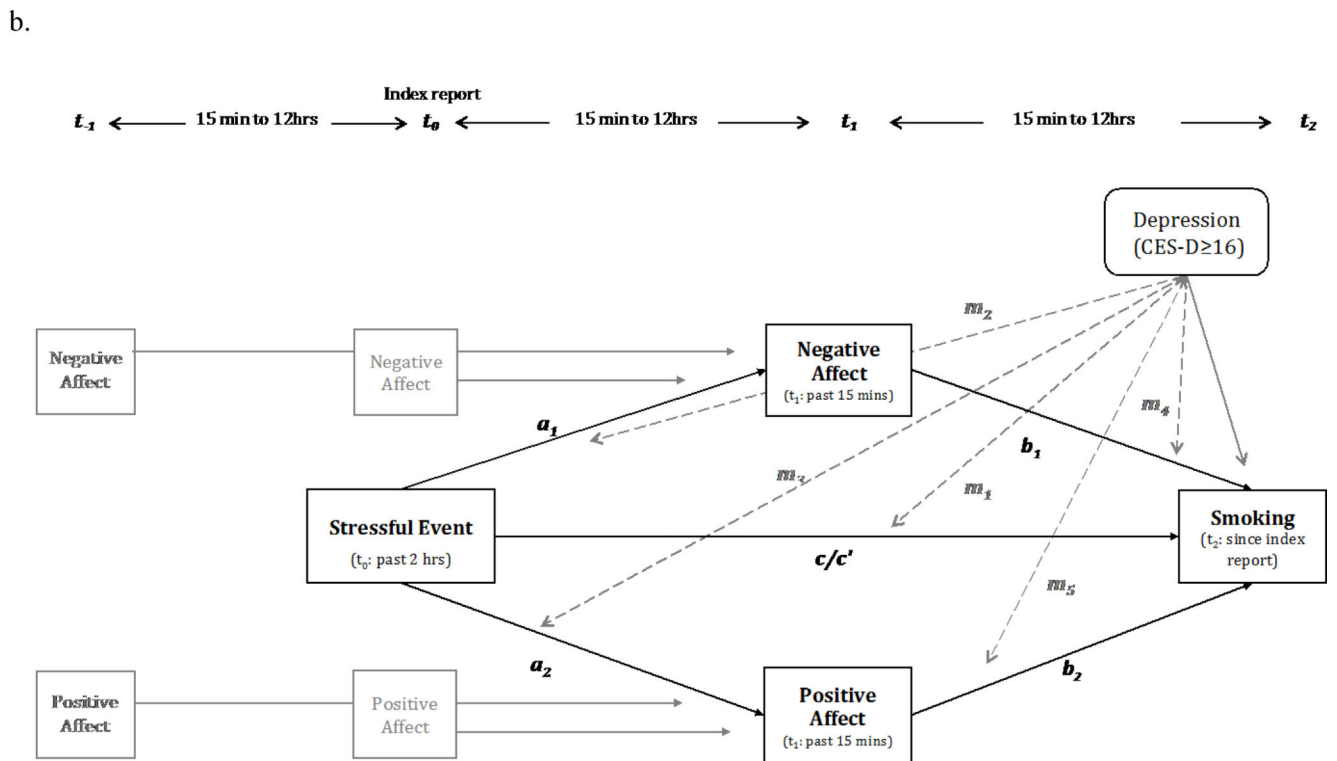 b.
Index report
t-1 15 min to 12hrs t0 15 min to 12hrs t1 15 min to 12hrs t2
Depression
(CES-D≥16)
m2
Negative
Affect
Negative
Affect
Negative
Affect
(t1: past 15 mins)
m4
a1
b1
m3
m1
Stressful Event
(t0: past 2 hrs)
Smoking
(t2: since index
report)
c/c'
m5
a2
b2
Positive
Affect
Positive
Affect
Positive
Affect
(t1: past 15 mins)